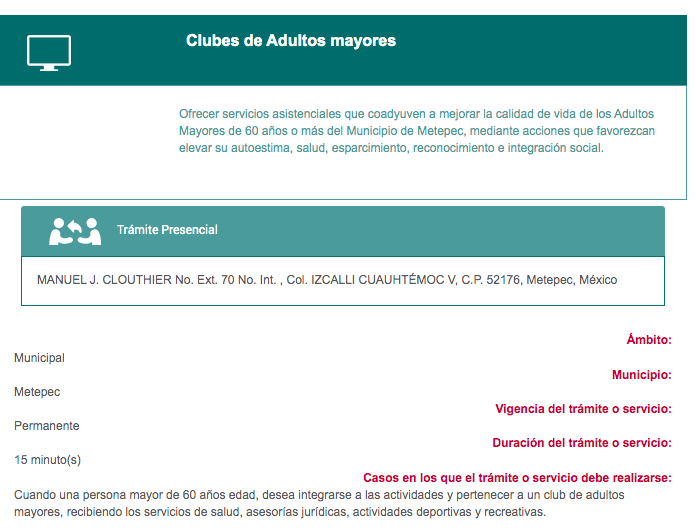 Clubes de Adultos mayores
Ofrecer servicios asistenciales que coadyuven a mejorar la calidad de vida de los Adultos
Mayores de 60 años o más del Municipio de Metepec, mediante acciones que favorezcan
elevar su autoestima, salud, esparcimiento, reconocimiento e integración social.
Trámite Presencial
MANUEL J. CLOUTHIER No. Ext. 70 No. Int. , Col. IZCALLI CUAUHTÉMOC V, C.P. 52176, Metepec, México
Ámbito:
Municipal
Municipio:
Metepec
Vigencia del trámite o servicio:
Permanente
Duración del trámite o servicio:
15 minuto(s)
Casos en los que el trámite o servicio debe realizarse:
Cuando una persona mayor de 60 años edad, desea integrarse a las actividades y pertenecer a un club de adultos
mayores, recibiendo los servicios de salud, asesorías jurídicas, actividades deportivas y recreativas.